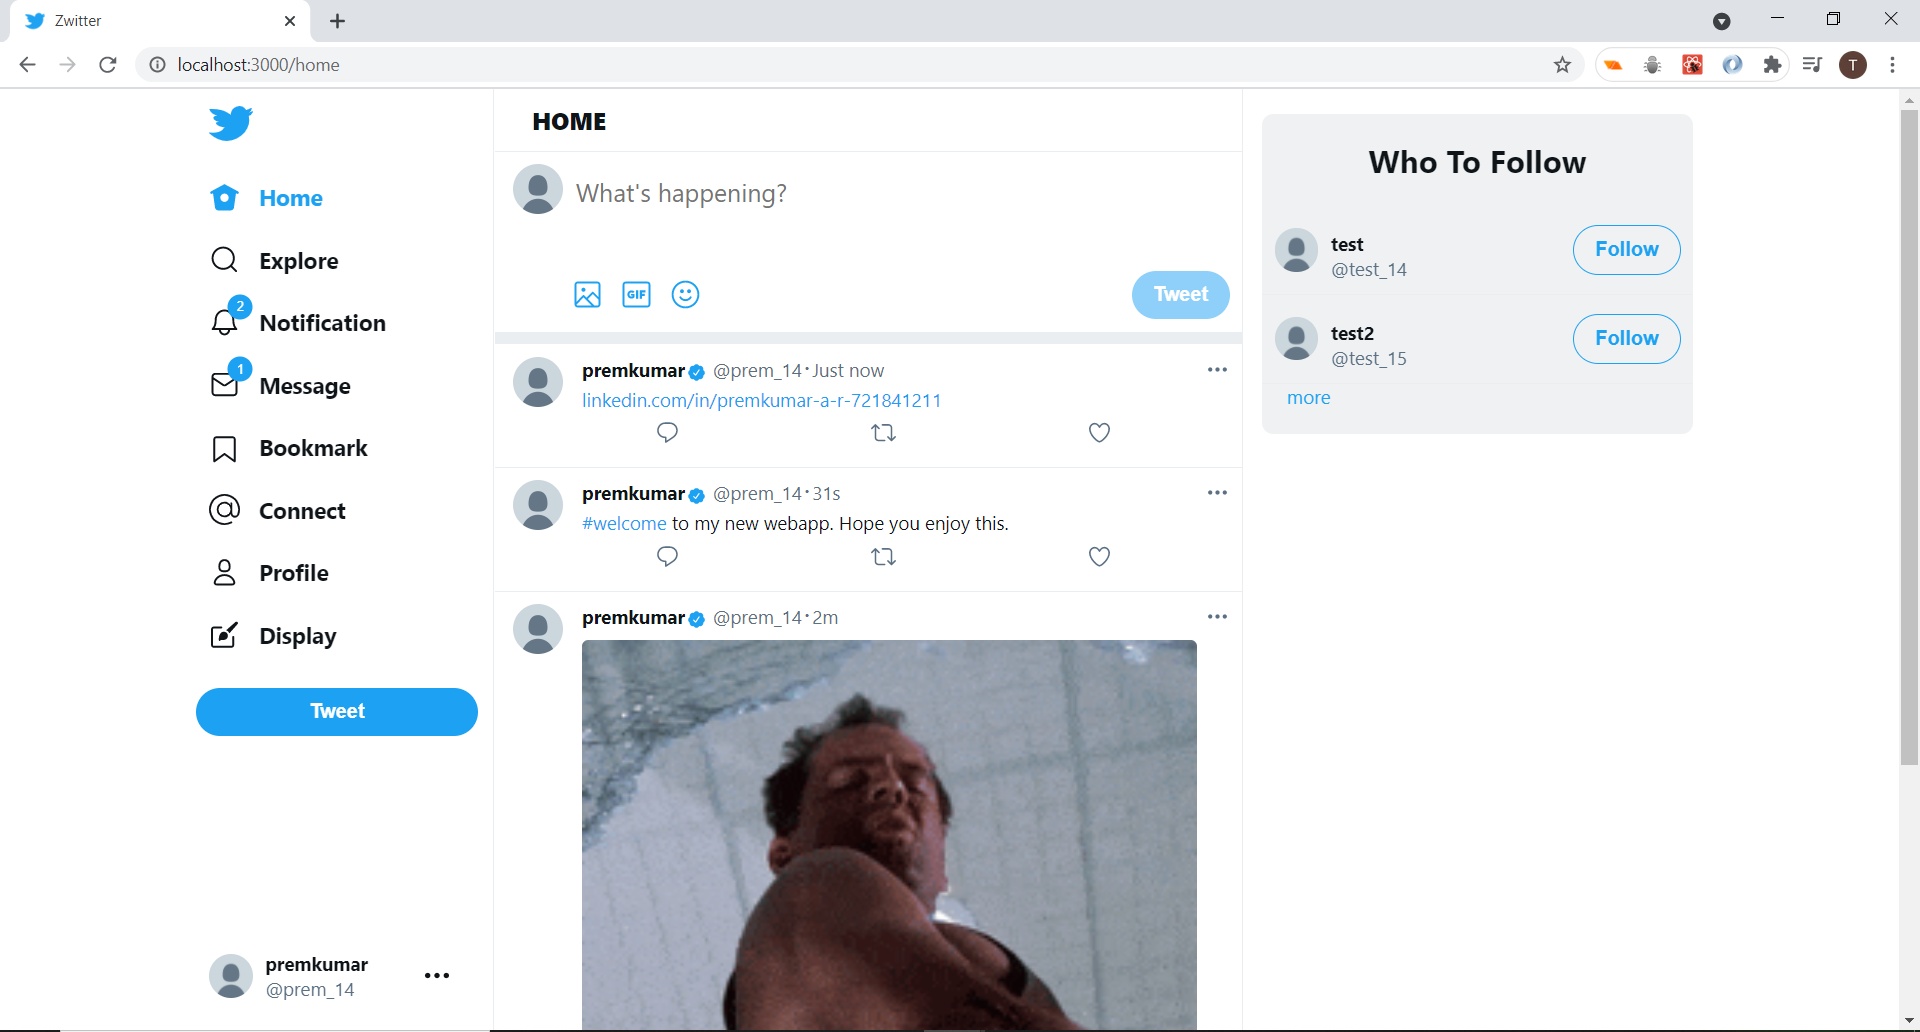 Zwitter
localhost:3000/home
T
HOME
Home
Explore
2
Notification
1
Message
Bookmark
Connect
Profile
Display
Tweet
premkumar
@prem_14
What's happening?
GIF
Tweet
premkumar @prem_14·Just now
linkedin.com/in/premkumar-a-r-721841211
premkumar @prem_14·31s
#welcome to my new webapp. Hope you enjoy this.
premkumar @prem_14·2m
Who To Follow
test
@test_14
Follow
test2
@test_15
Follow
more